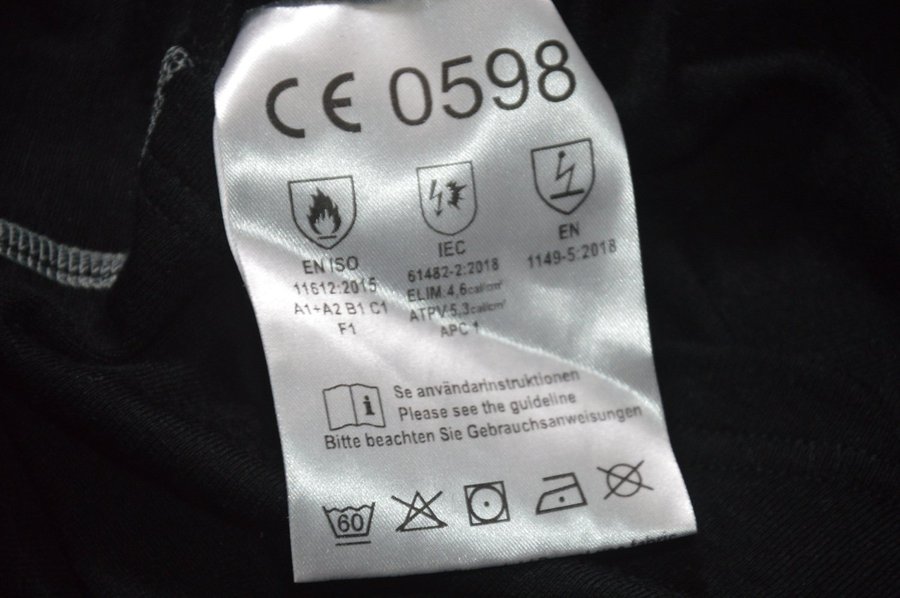 CE 0598
EN ISO
11612:2015
A1+A2 B1 C1
F1
IEC
61482-2:2018
ELIM:4,6cal/cm²
ATPV:5,3cal/cm²
APC 1
EN
1149-5:2018
Se användarinstruktionen
Please see the guideline
Bitte beachten Sie Gebrauchsanweisungen
60